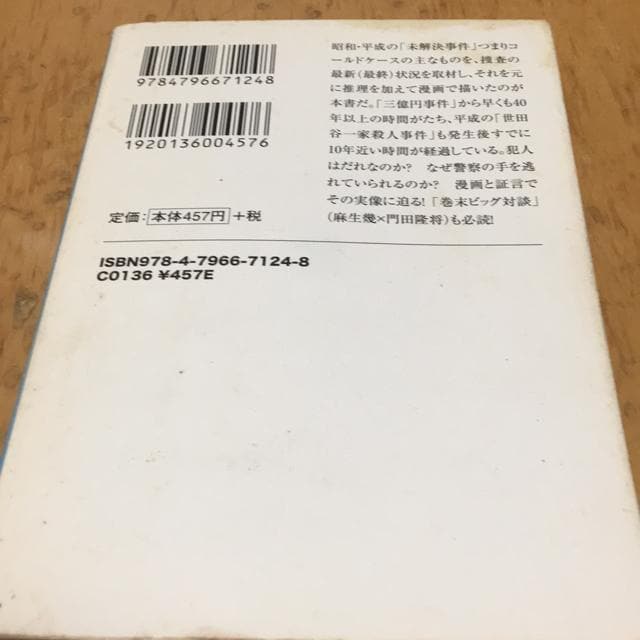 9784796671248
1920136004576
定価：本体457円＋税
昭和・平成の「未解決事件」つまりコ
ールドケースの主なものを、捜査の
最新（最終）状況を取材し、それを元
に推理を加えて漫画で描いたのが
本書だ。「三億円事件」から早くも40
年以上の時間がたち、平成の「世田
谷一家殺人事件」も発生後すでに
10年近い時間が経過している。犯人
はだれなのか？　なぜ警察の手を逃
れていられるのか？　漫画と証言で
その実像に迫る！「巻末ビッグ対談」
（麻生幾×門田隆将）も必読！
ISBN978-4-7966-7124-8
C0136 ¥457E